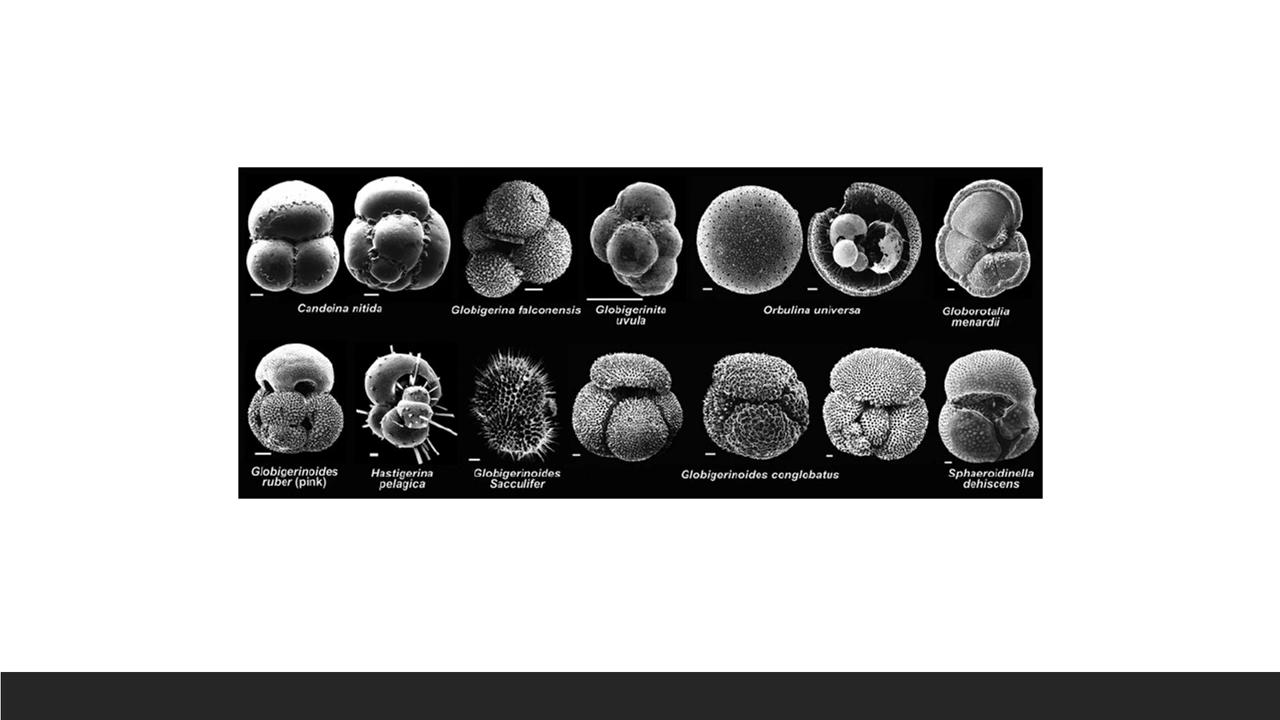 Candeina nitida
Globigerina falconensis
Globigerinita
uvula
Orbulina universa
Globorotalia
menardii
Globigerinoides
ruber (pink)
Hastigerina
pelagica
Globigerinoides
Sacculifer
Globigerinoides conglobatus
Sphaeroidinella
dehiscens